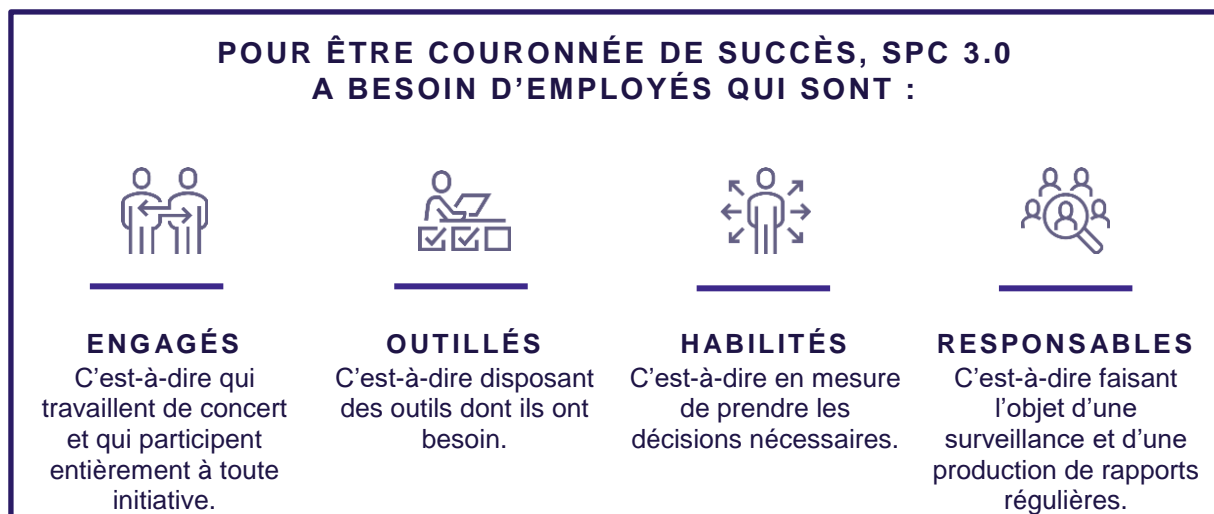 POUR ÊTRE COURONNÉE DE SUCCÈS, SPC 3.0
A BESOIN D’EMPLOYÉS QUI SONT :
ENGAGÉS
C’est-à-dire qui
travaillent de concert
et qui participent
entièrement à toute
initiative.
OUTILLÉS
C’est-à-dire disposant
des outils dont ils ont
besoin.
HABILITÉS
C’est-à-dire en mesure
de prendre les
décisions nécessaires.
RESPONSABLES
C’est-à-dire faisant
l’objet d’une
surveillance et d’une
production de rapports
régulières.